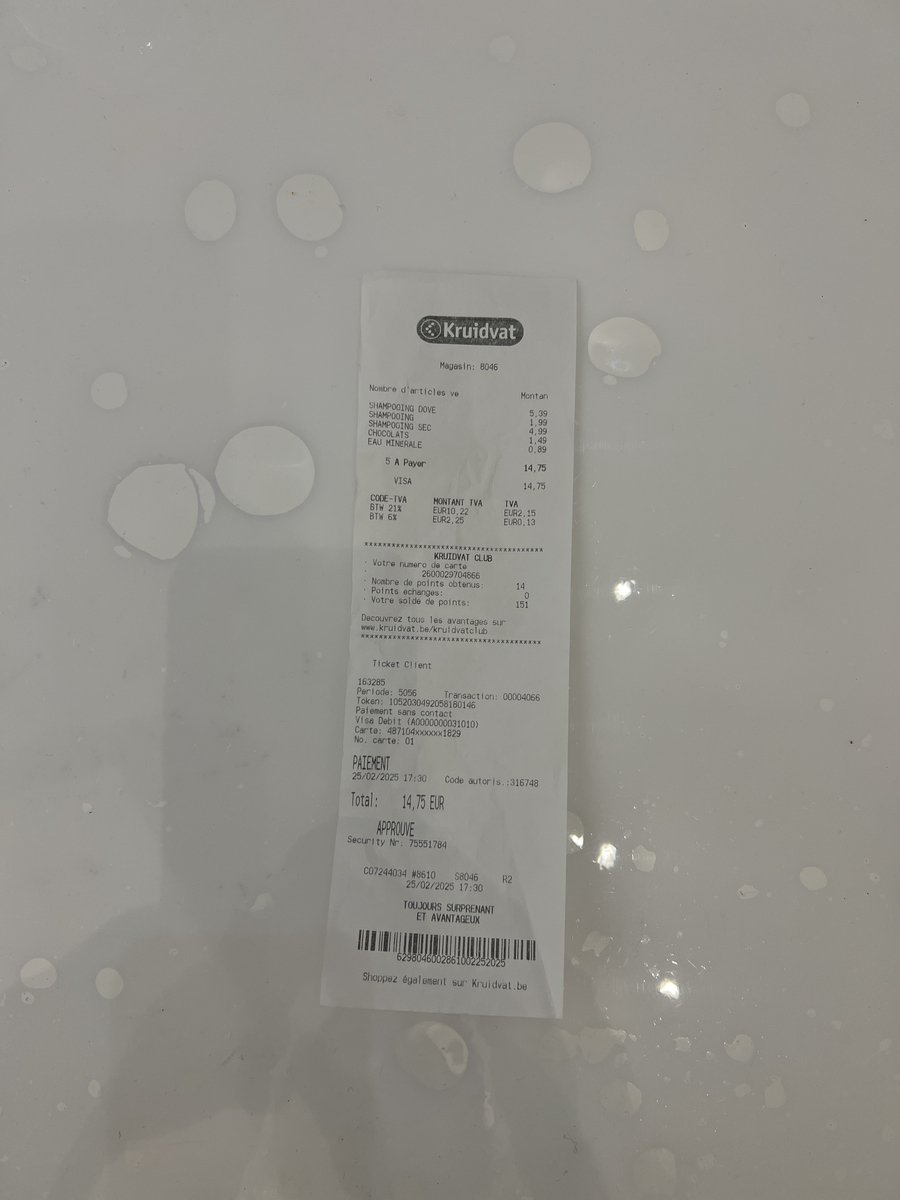 Kruidvat
Magasin: 8046
Nombre d'articles ve Montan
SHAMPOOING DOVE 5,39
SHAMPOOING 1,99
SHAMPOOING SEC 4,99
CHOCOLATS 1,49
EAU MINERALE 0,89
5 A Payer 14,75
VISA 14,75
CODE-TVA MONTANT TVA TVA
BTW 21% EUR10,22 EUR2,15
BTW 6% EUR2,25 EUR0,13
***************************************
KRUIDVAT CLUB
· Votre numero de carte
· 2600029704866
· Nombre de points obtenus: 14
· Points echanges: 0
· Votre solde de points: 151
Decouvrez tous les avantages sur
www.kruidvat.be/kruidvatclub
***************************************
Ticket Client
163285
Periode: 5056 Transaction: 00004066
Token: 1052030492058180146
Paiement sans contact
Visa Debit (A0000000031010)
Carte: 487104xxxxxx1829
No. carte: 01
PAIEMENT
25/02/2025 17:30 Code autoris.:316748
Total: 14,75 EUR
APPROUVE
Security Nr: 75551784
C07244034 #8610 S8046 R2
25/02/2025 17:30
TOUJOURS SURPRENANT
ET AVANTAGEUX
6298046002861002252025
Shoppez également sur Kruidvat.be